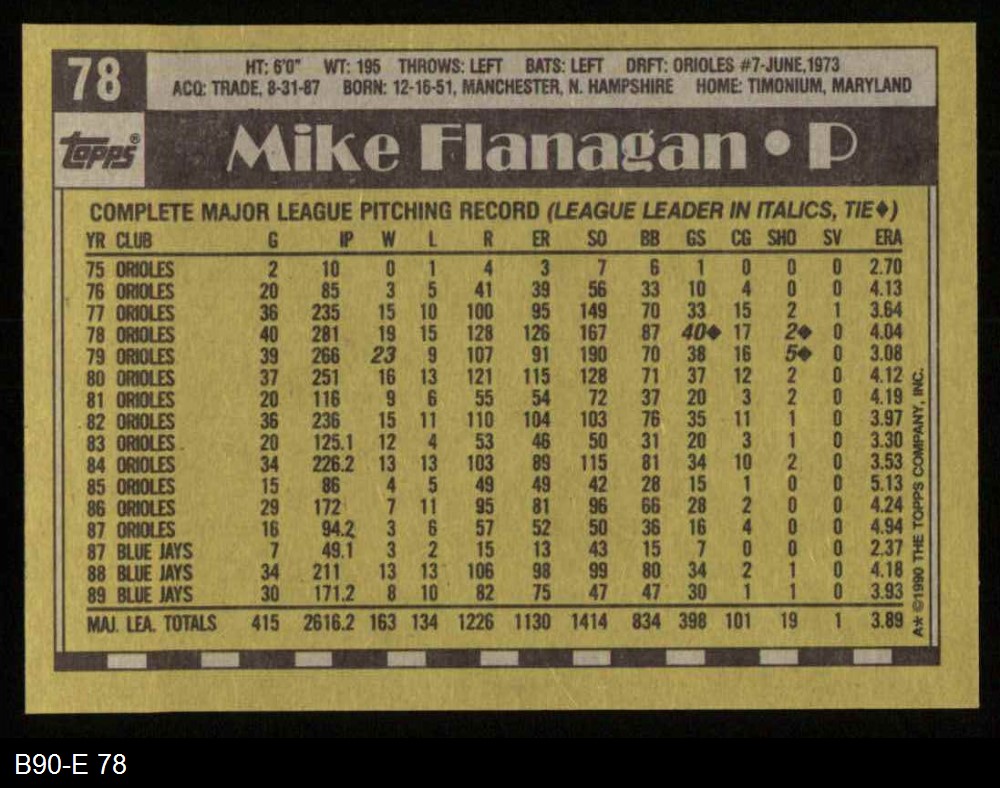 78
HT: 6'0" WT: 195 THROWS: LEFT BATS: LEFT DRFT: ORIOLES #7-JUNE, 1973
ACQ: TRADE, 8-31-87 BORN: 12-16-51, MANCHESTER, N. HAMPSHIRE HOME: TIMONIUM, MARYLAND
topps®
Mike Flanagan • P
COMPLETE MAJOR LEAGUE PITCHING RECORD (LEAGUE LEADER IN ITALICS, TIE♦)
YR CLUB G IP W L R ER SO BB GS CG SHO SV ERA
75 ORIOLES 2 10 0 1 4 3 7 6 1 0 0 0 2.70
76 ORIOLES 20 85 3 5 41 39 56 33 10 4 0 0 4.13
77 ORIOLES 36 235 15 10 100 95 149 70 33 15 2 1 3.64
78 ORIOLES 40 281 19 15 128 126 167 87 40♦ 17 2♦ 0 4.04
79 ORIOLES 39 266 23 9 107 91 190 70 38 16 5♦ 0 3.08
80 ORIOLES 37 251 16 13 121 115 128 71 37 12 2 0 4.12
81 ORIOLES 20 116 9 6 55 54 72 37 20 3 2 0 4.19
82 ORIOLES 36 236 15 11 110 104 103 76 35 11 1 0 3.97
83 ORIOLES 20 125.1 12 4 53 46 50 31 20 3 1 0 3.30
84 ORIOLES 34 226.2 13 13 103 89 115 81 34 10 2 0 3.53
85 ORIOLES 15 86 4 5 49 49 42 28 15 1 0 0 5.13
86 ORIOLES 29 172 7 11 95 81 96 66 28 2 0 0 4.24
87 ORIOLES 16 94.2 3 6 57 52 50 36 16 4 0 0 4.94
87 BLUE JAYS 7 49.1 3 2 15 13 43 15 7 0 0 0 2.37
88 BLUE JAYS 34 211 13 13 106 98 99 80 34 2 1 0 4.18
89 BLUE JAYS 30 171.2 8 10 82 75 47 47 30 1 1 0 3.93
MAJ. LEA. TOTALS 415 2616.2 163 134 1226 1130 1414 834 398 101 19 1 3.89
A* ©1990 THE TOPPS COMPANY, INC.
B90-E 78